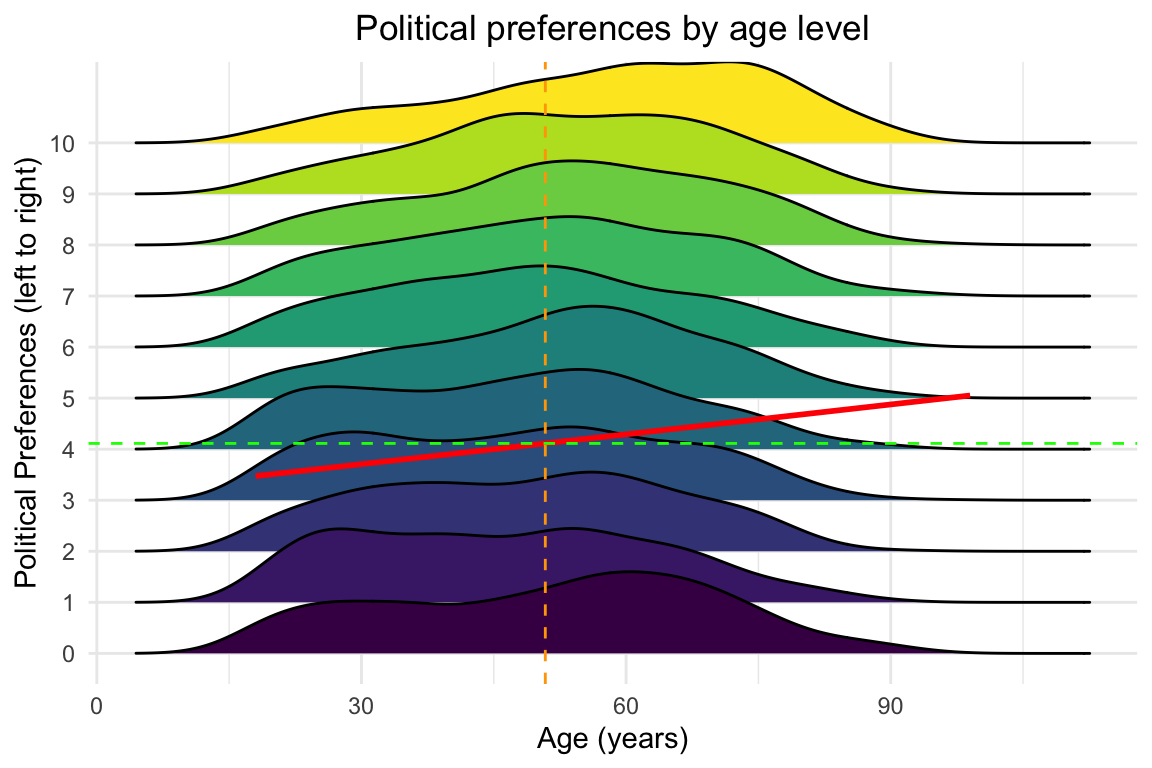 Political preferences by age level
Political Preferences (left to right)
10
9
8
7
6
5
4
3
2
1
0
0 30 60 90
Age (years)